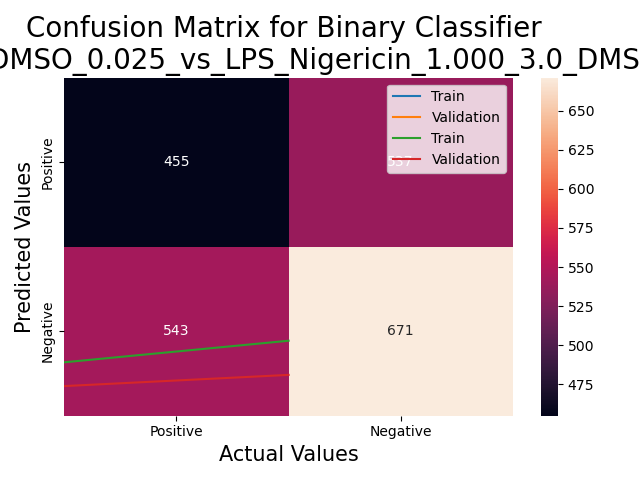 Confusion Matrix for Binary Classifier
DMSO_0.025_vs_LPS_Nigericin_1.000_3.0_DMS
Train
Validation
Train
Validation
455
543
671
Positive
Negative
Predicted Values
Positive
Negative
Actual Values
650
625
600
575
550
525
500
475